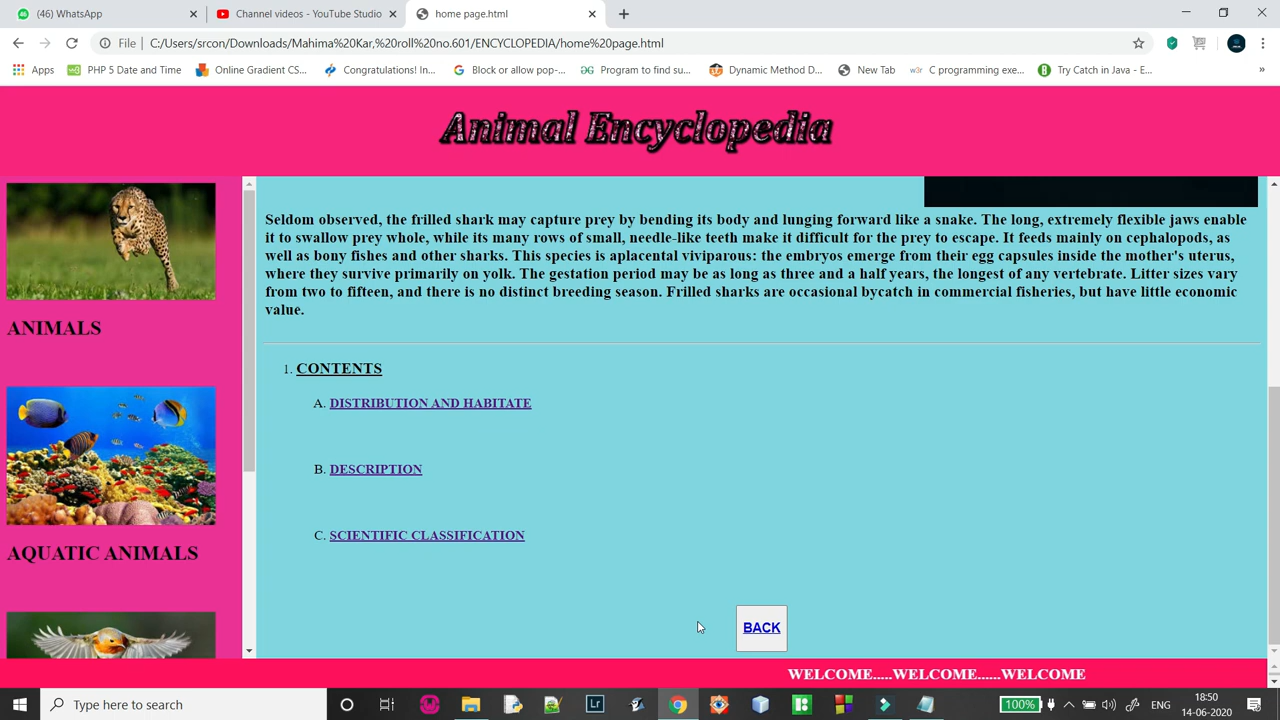 (46) WhatsApp
Channel videos - YouTube Studio
home page.html
File
C:/Users/srcon/Downloads/Mahima%20Kar,%20roll%20no.601/ENCYCLOPEDIA/home%20page.html
Apps
PHP 5 Date and Time
Online Gradient CS...
Congratulations! In...
Block or allow pop-...
Program to find su...
Dynamic Method D...
New Tab
C programming exe...
Try Catch in Java - E...
Animal Encyclopedia
ANIMALS
AQUATIC ANIMALS
Seldom observed, the frilled shark may capture prey by bending its body and lunging forward like a snake. The long, extremely flexible jaws enable
it to swallow prey whole, while its many rows of small, needle-like teeth make it difficult for the prey to escape. It feeds mainly on cephalopods, as
well as bony fishes and other sharks. This species is aplacental viviparous: the embryos emerge from their egg capsules inside the mother's uterus,
where they survive primarily on yolk. The gestation period may be as long as three and a half years, the longest of any vertebrate. Litter sizes vary
from two to fifteen, and there is no distinct breeding season. Frilled sharks are occasional bycatch in commercial fisheries, but have little economic
value.
1. CONTENTS
A. DISTRIBUTION AND HABITATE
B. DESCRIPTION
C. SCIENTIFIC CLASSIFICATION
BACK
WELCOME.....WELCOME......WELCOME
Type here to search
100%
ENG
18:50
14-06-2020